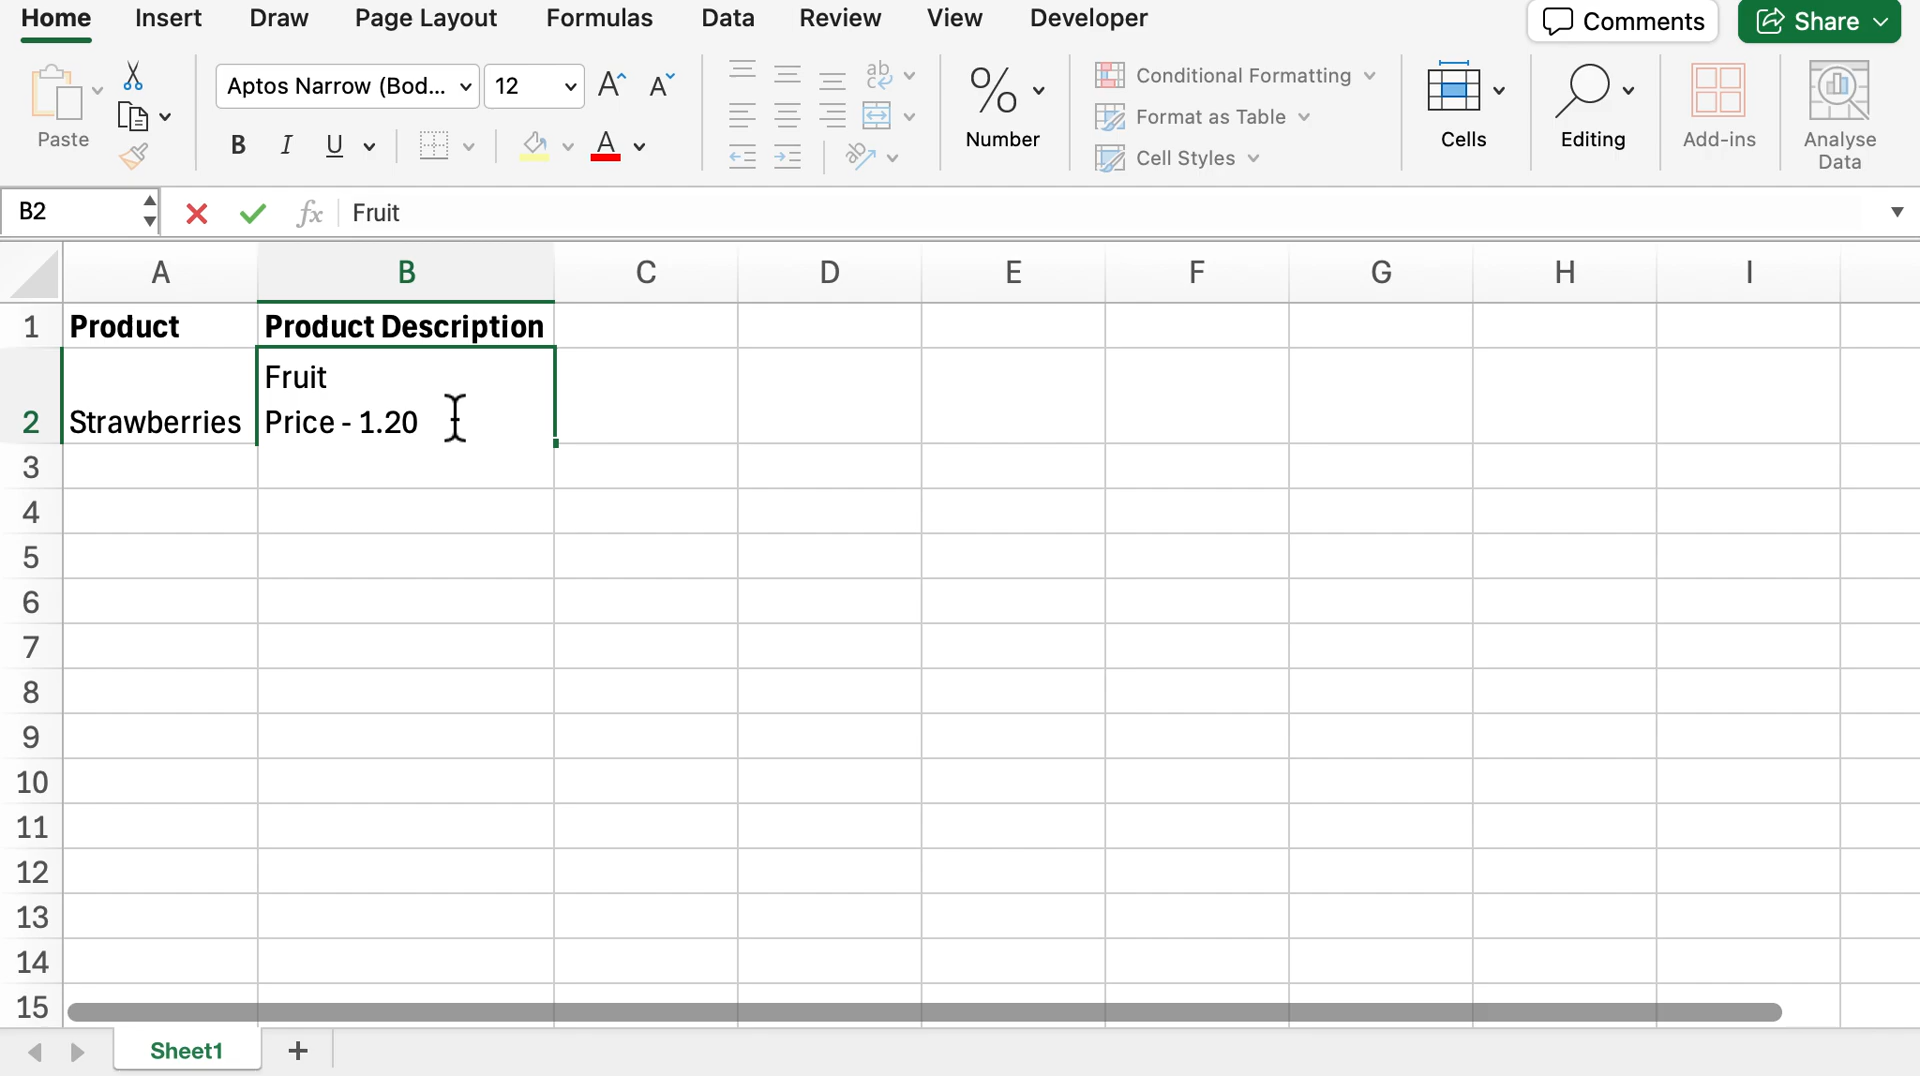 Home Insert Draw Page Layout Formulas Data Review View Developer Comments Share
Aptos Narrow (Bod... 12 A A ab Conditional Formatting
Paste Number Format as Table Cells Editing Add-ins Analyse Data
B I U A ab Cell Styles
B2 fx Fruit
A B C D E F G H I
1 Product Product Description
Fruit
2 Strawberries Price - 1.20
3
4
5
6
7
8
9
10
11
12
13
14
15
Sheet1